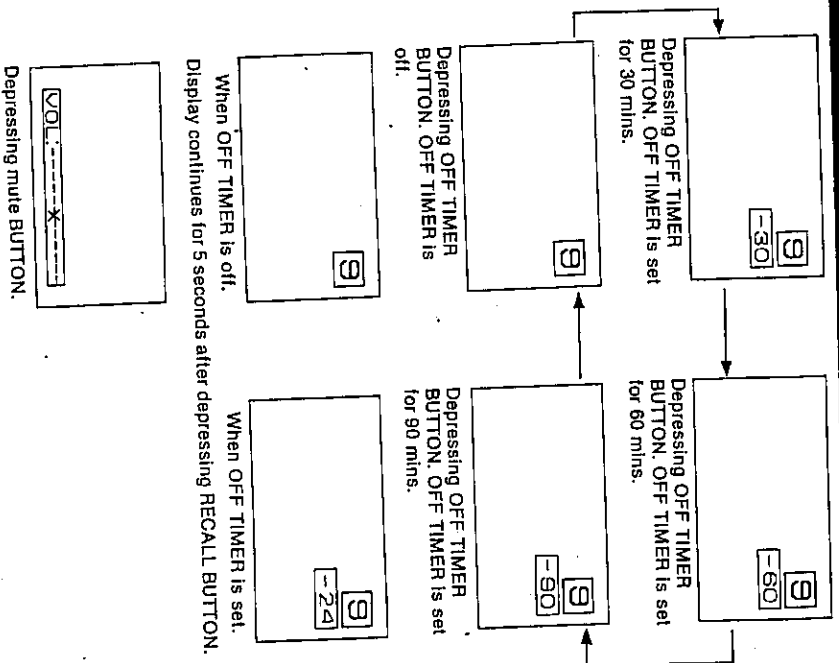 9
-30
Depressing OFF TIMER
BUTTON. OFF TIMER is set
for 30 mins.
9
-60
Depressing OFF TIMER
BUTTON. OFF TIMER is set
for 60 mins.
9
Depressing OFF TIMER
BUTTON. OFF TIMER is
off.
9
-90
Depressing OFF TIMER
BUTTON. OFF TIMER is set
for 90 mins.
9
When OFF TIMER is off.
9
-24
When OFF TIMER is set.
Display continues for 5 seconds after depressing RECALL BUTTON.
VOL:------X------
Depressing mute BUTTON.